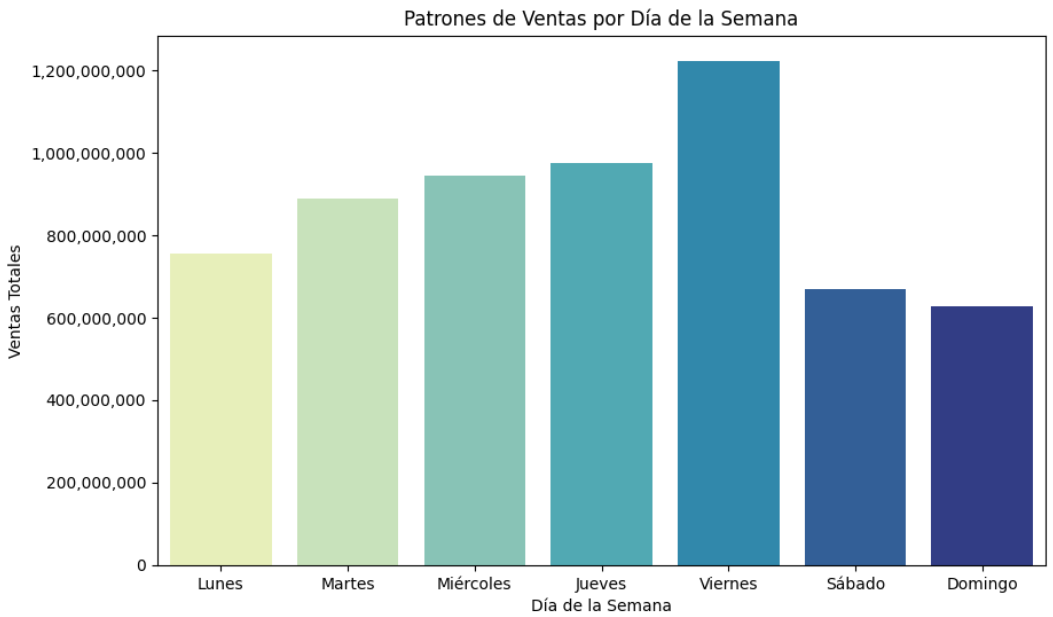 Patrones de Ventas por Día de la Semana
Ventas Totales
1,200,000,000
1,000,000,000
800,000,000
600,000,000
400,000,000
200,000,000
0
Lunes Martes Miércoles Jueves Viernes Sábado Domingo
Día de la Semana